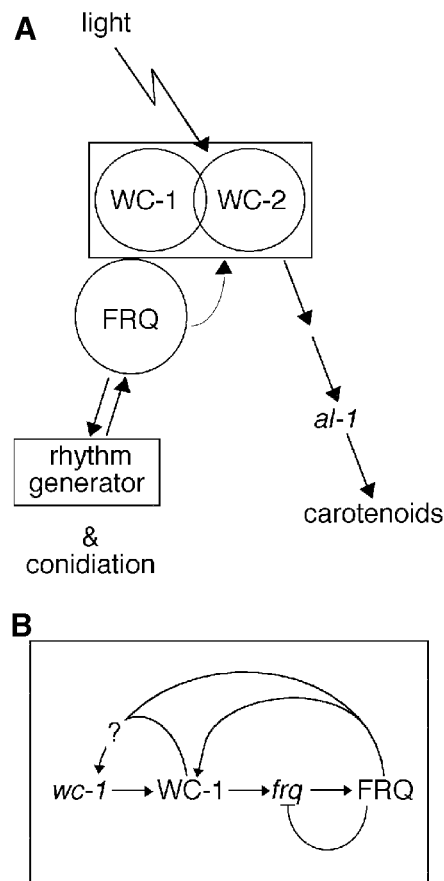 A
light
WC-1
WC-2
FRQ
rhythm
generator
&
conidiation
al-1
carotenoids
B
?
wc-1
WC-1
frq
FRQ